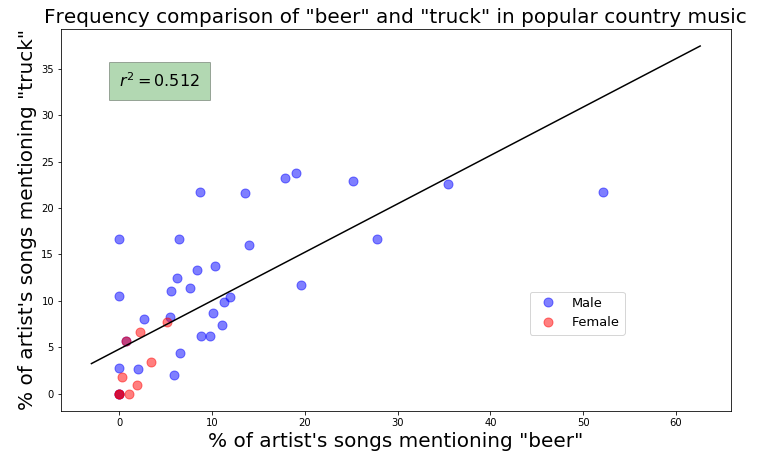 Frequency comparison of "beer" and "truck" in popular country music
% of artist's songs mentioning "truck"
35
30
25
20
15
10
5
0
r² = 0.512
Male
Female
0 10 20 30 40 50 60
% of artist's songs mentioning "beer"